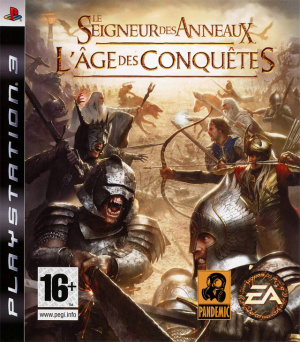 PLAYSTATION 3
LE
SEIGNEUR DES ANNEAUX
L'ÂGE DES CONQUÊTES
16+
www.pegi.info
PANDEMIC
EA